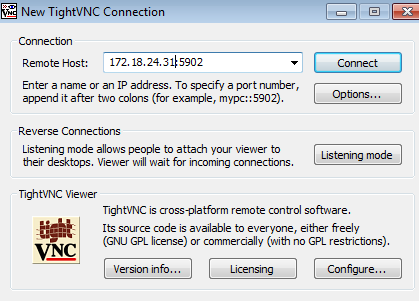 New TightVNC Connection
Connection
Remote Host:
172.18.24.31:5902
Connect
Enter a name or an IP address. To specify a port number,
append it after two colons (for example, mypc::5902).
Options...
Reverse Connections
Listening mode allows people to attach your viewer to
their desktops. Viewer will wait for incoming connections.
Listening mode
TightVNC Viewer
tight
VNC
TightVNC is cross-platform remote control software.
Its source code is available to everyone, either freely
(GNU GPL license) or commercially (with no GPL restrictions).
Version info...
Licensing
Configure...